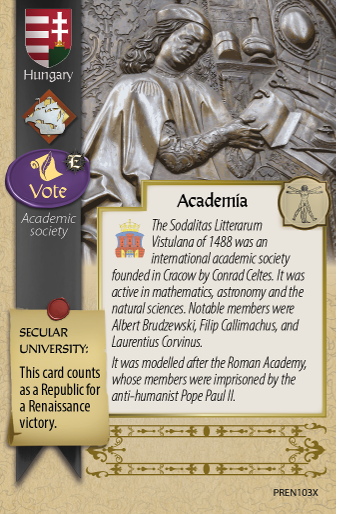 Hungary
E
Vote
Academic
society
Academía
The Sodalitas Litterarum
Vistulana of 1488 was an
international academic society
founded in Cracow by Conrad Celtes. It was
active in mathematics, astronomy and the
natural sciences. Notable members were
Albert Brudzewski, Filip Callimachus, and
Laurentius Corvinus.
It was modelled after the Roman Academy,
whose members were imprisoned by the
anti-humanist Pope Paul II.
SECULAR
UNIVERSITY:
This card counts
as a Republic for
a Renaissance
victory.
PREN103X